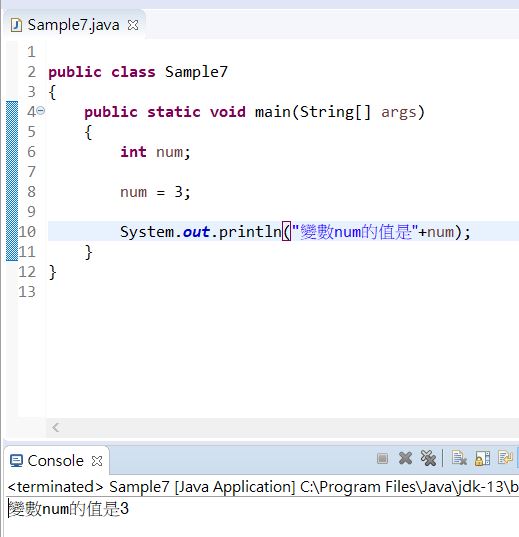 Sample7.java
1
2 public class Sample7
3 {
4 public static void main(String[] args)
5 {
6 int num;
7
8 num = 3;
9
10 System.out.println("變數num的值是"+num);
11 }
12 }
13
Console
<terminated> Sample7 [Java Application] C:\Program Files\Java\jdk-13\b
變數num的值是3